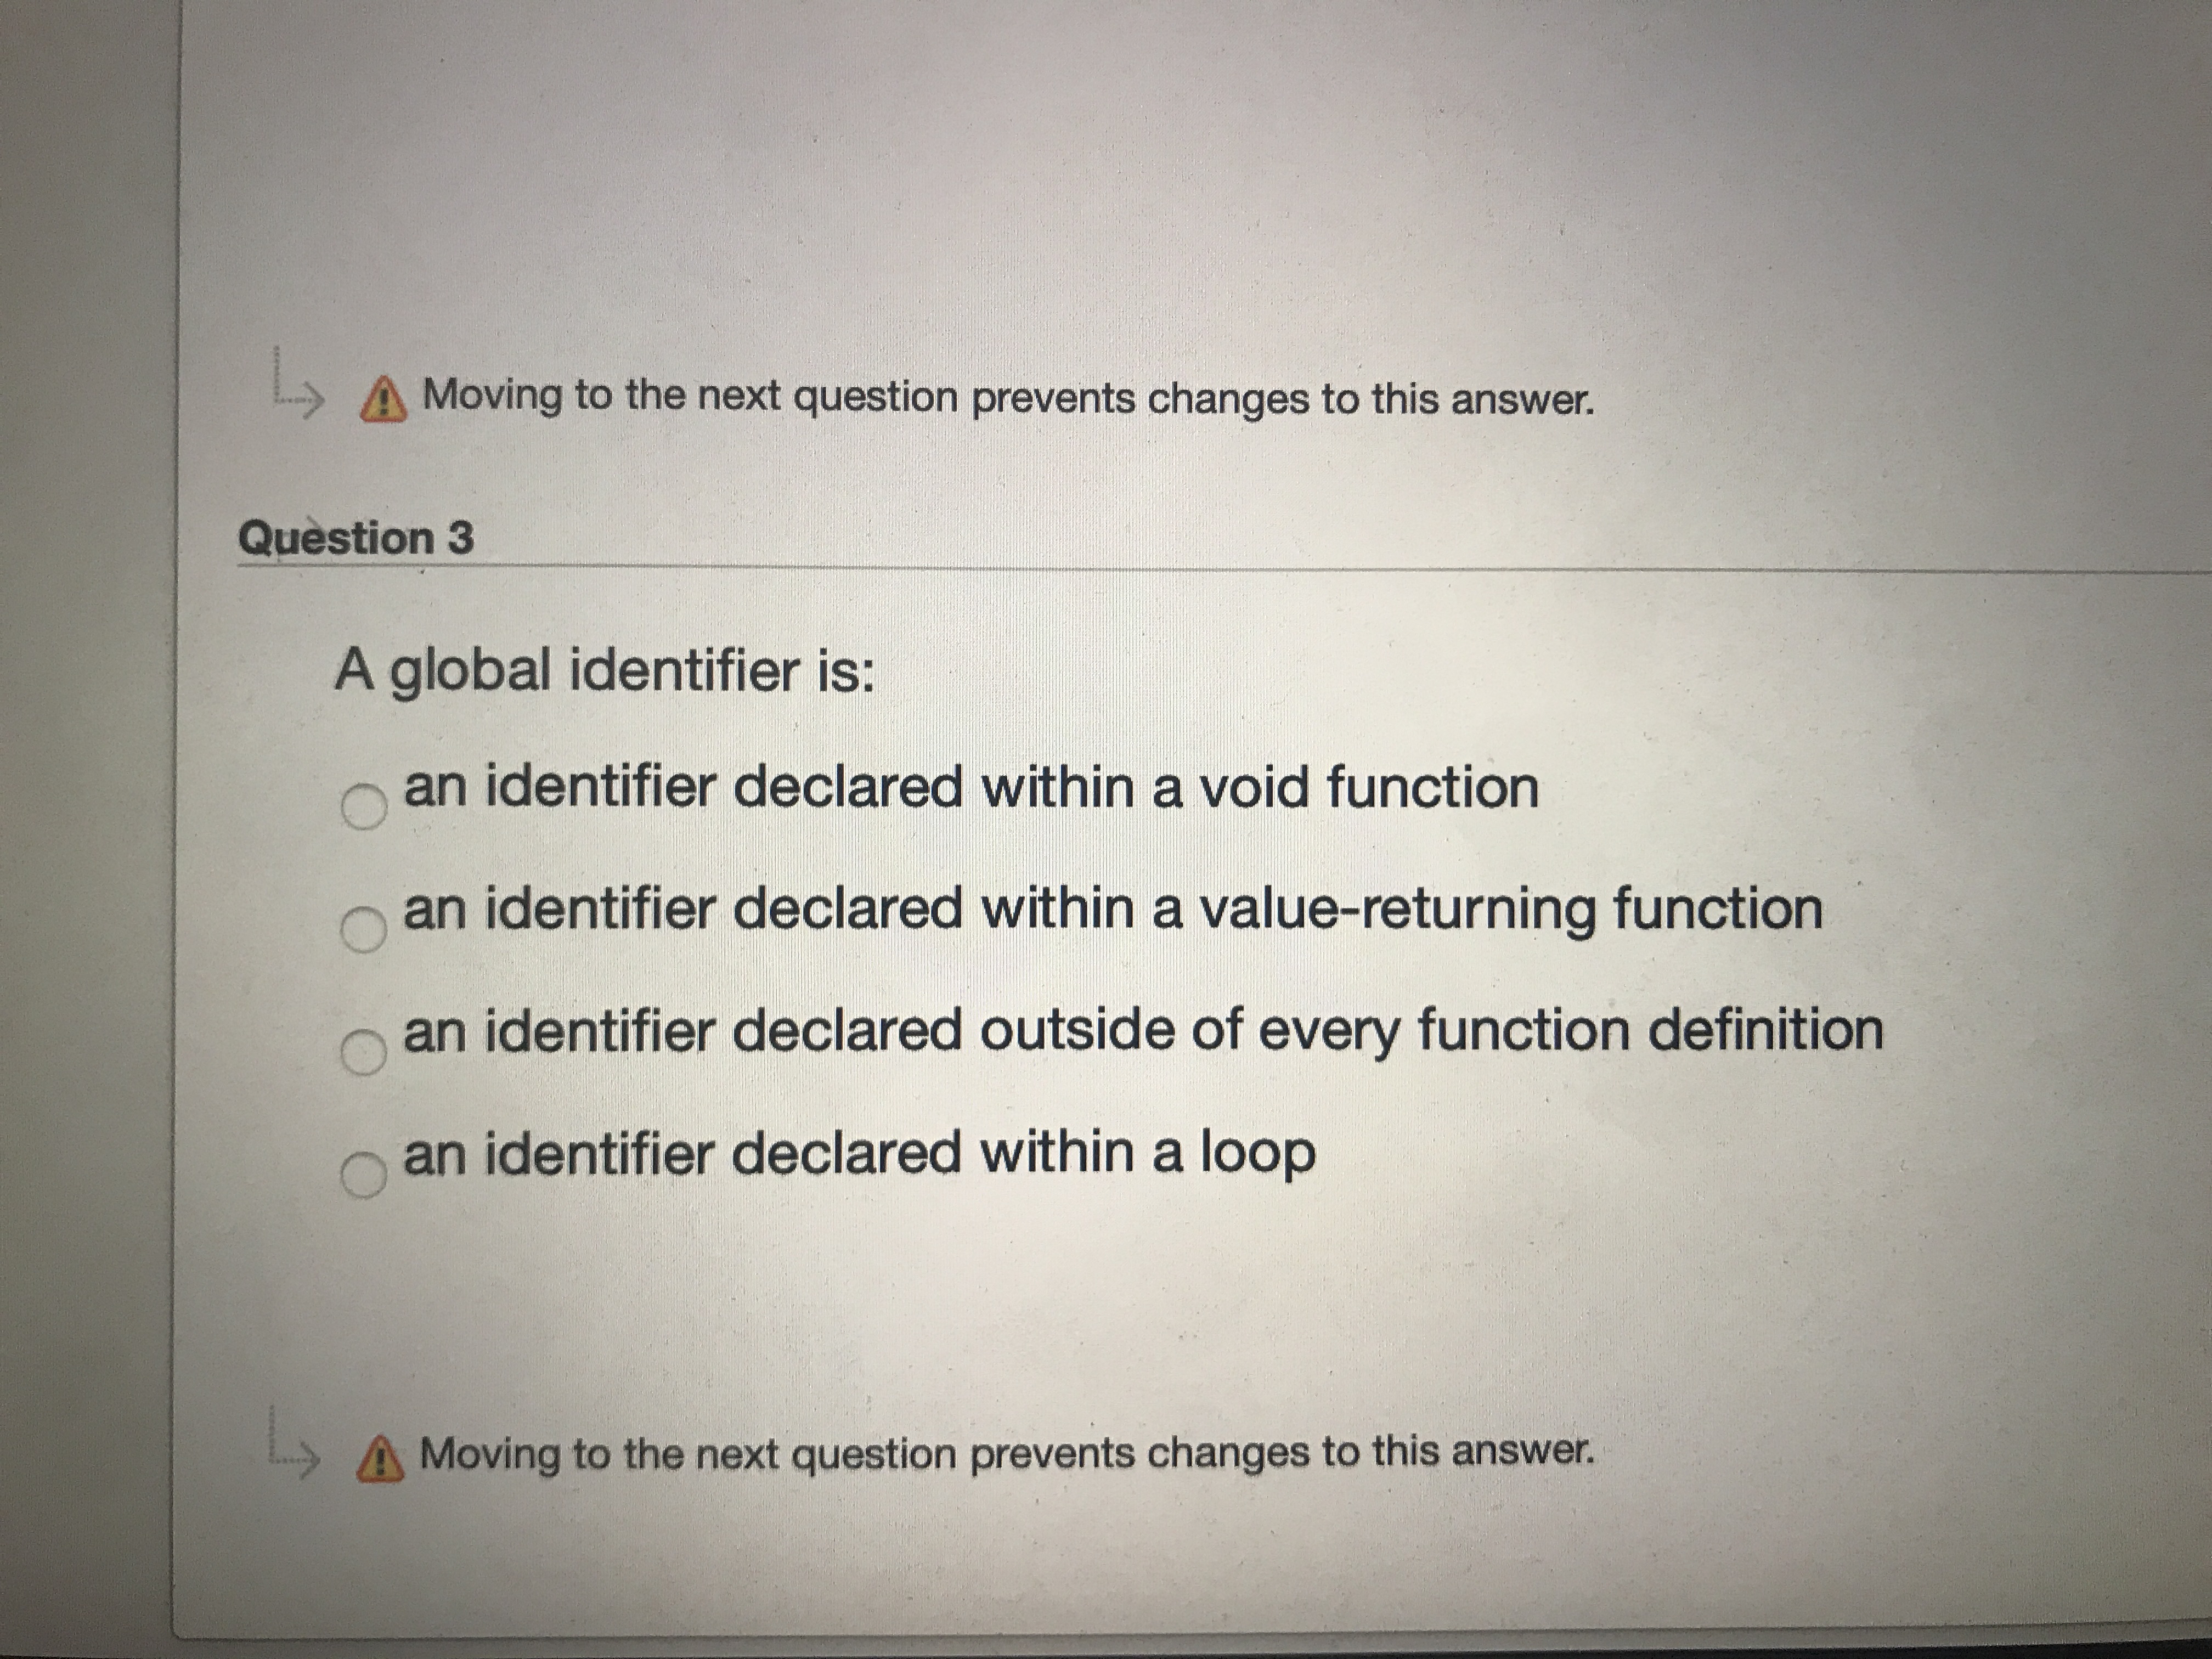 Moving to the next question prevents changes to this answer.
Question 3
A global identifier is:
an identifier declared within a void function
an identifier declared within a value-returning function
an identifier declared outside of every function definition
an identifier declared within a loop
Moving to the next question prevents changes to this answer.